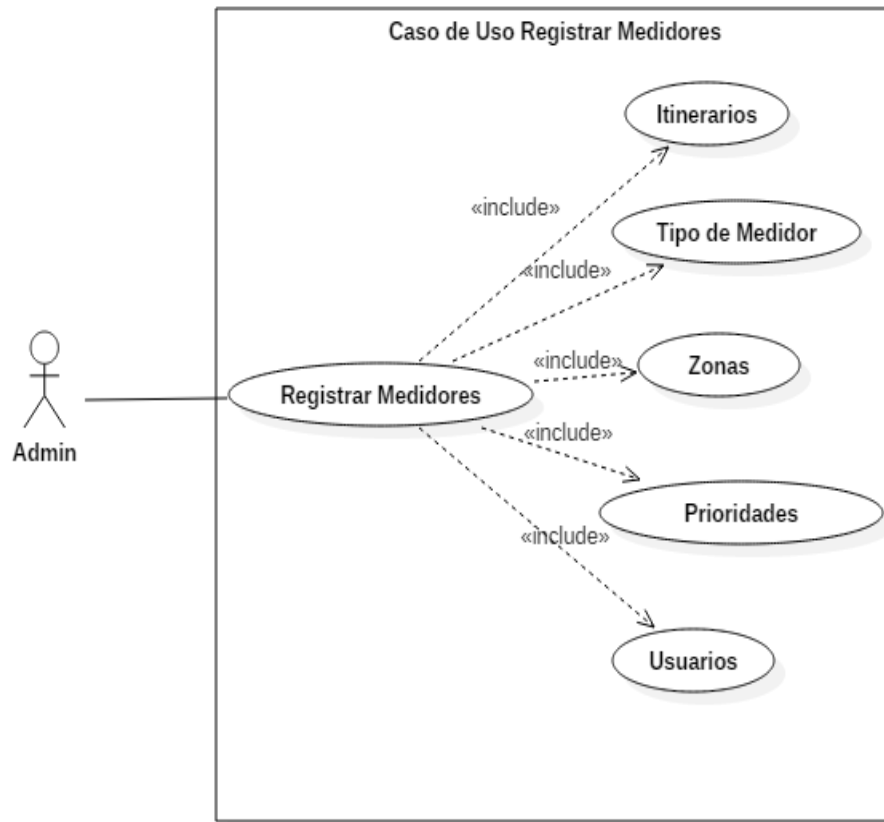 Caso de Uso Registrar Medidores
Itinerarios
«include»
Tipo de Medidor
«include»
Zonas
«include»
Registrar Medidores
Admin
«include»
Prioridades
«include»
Usuarios